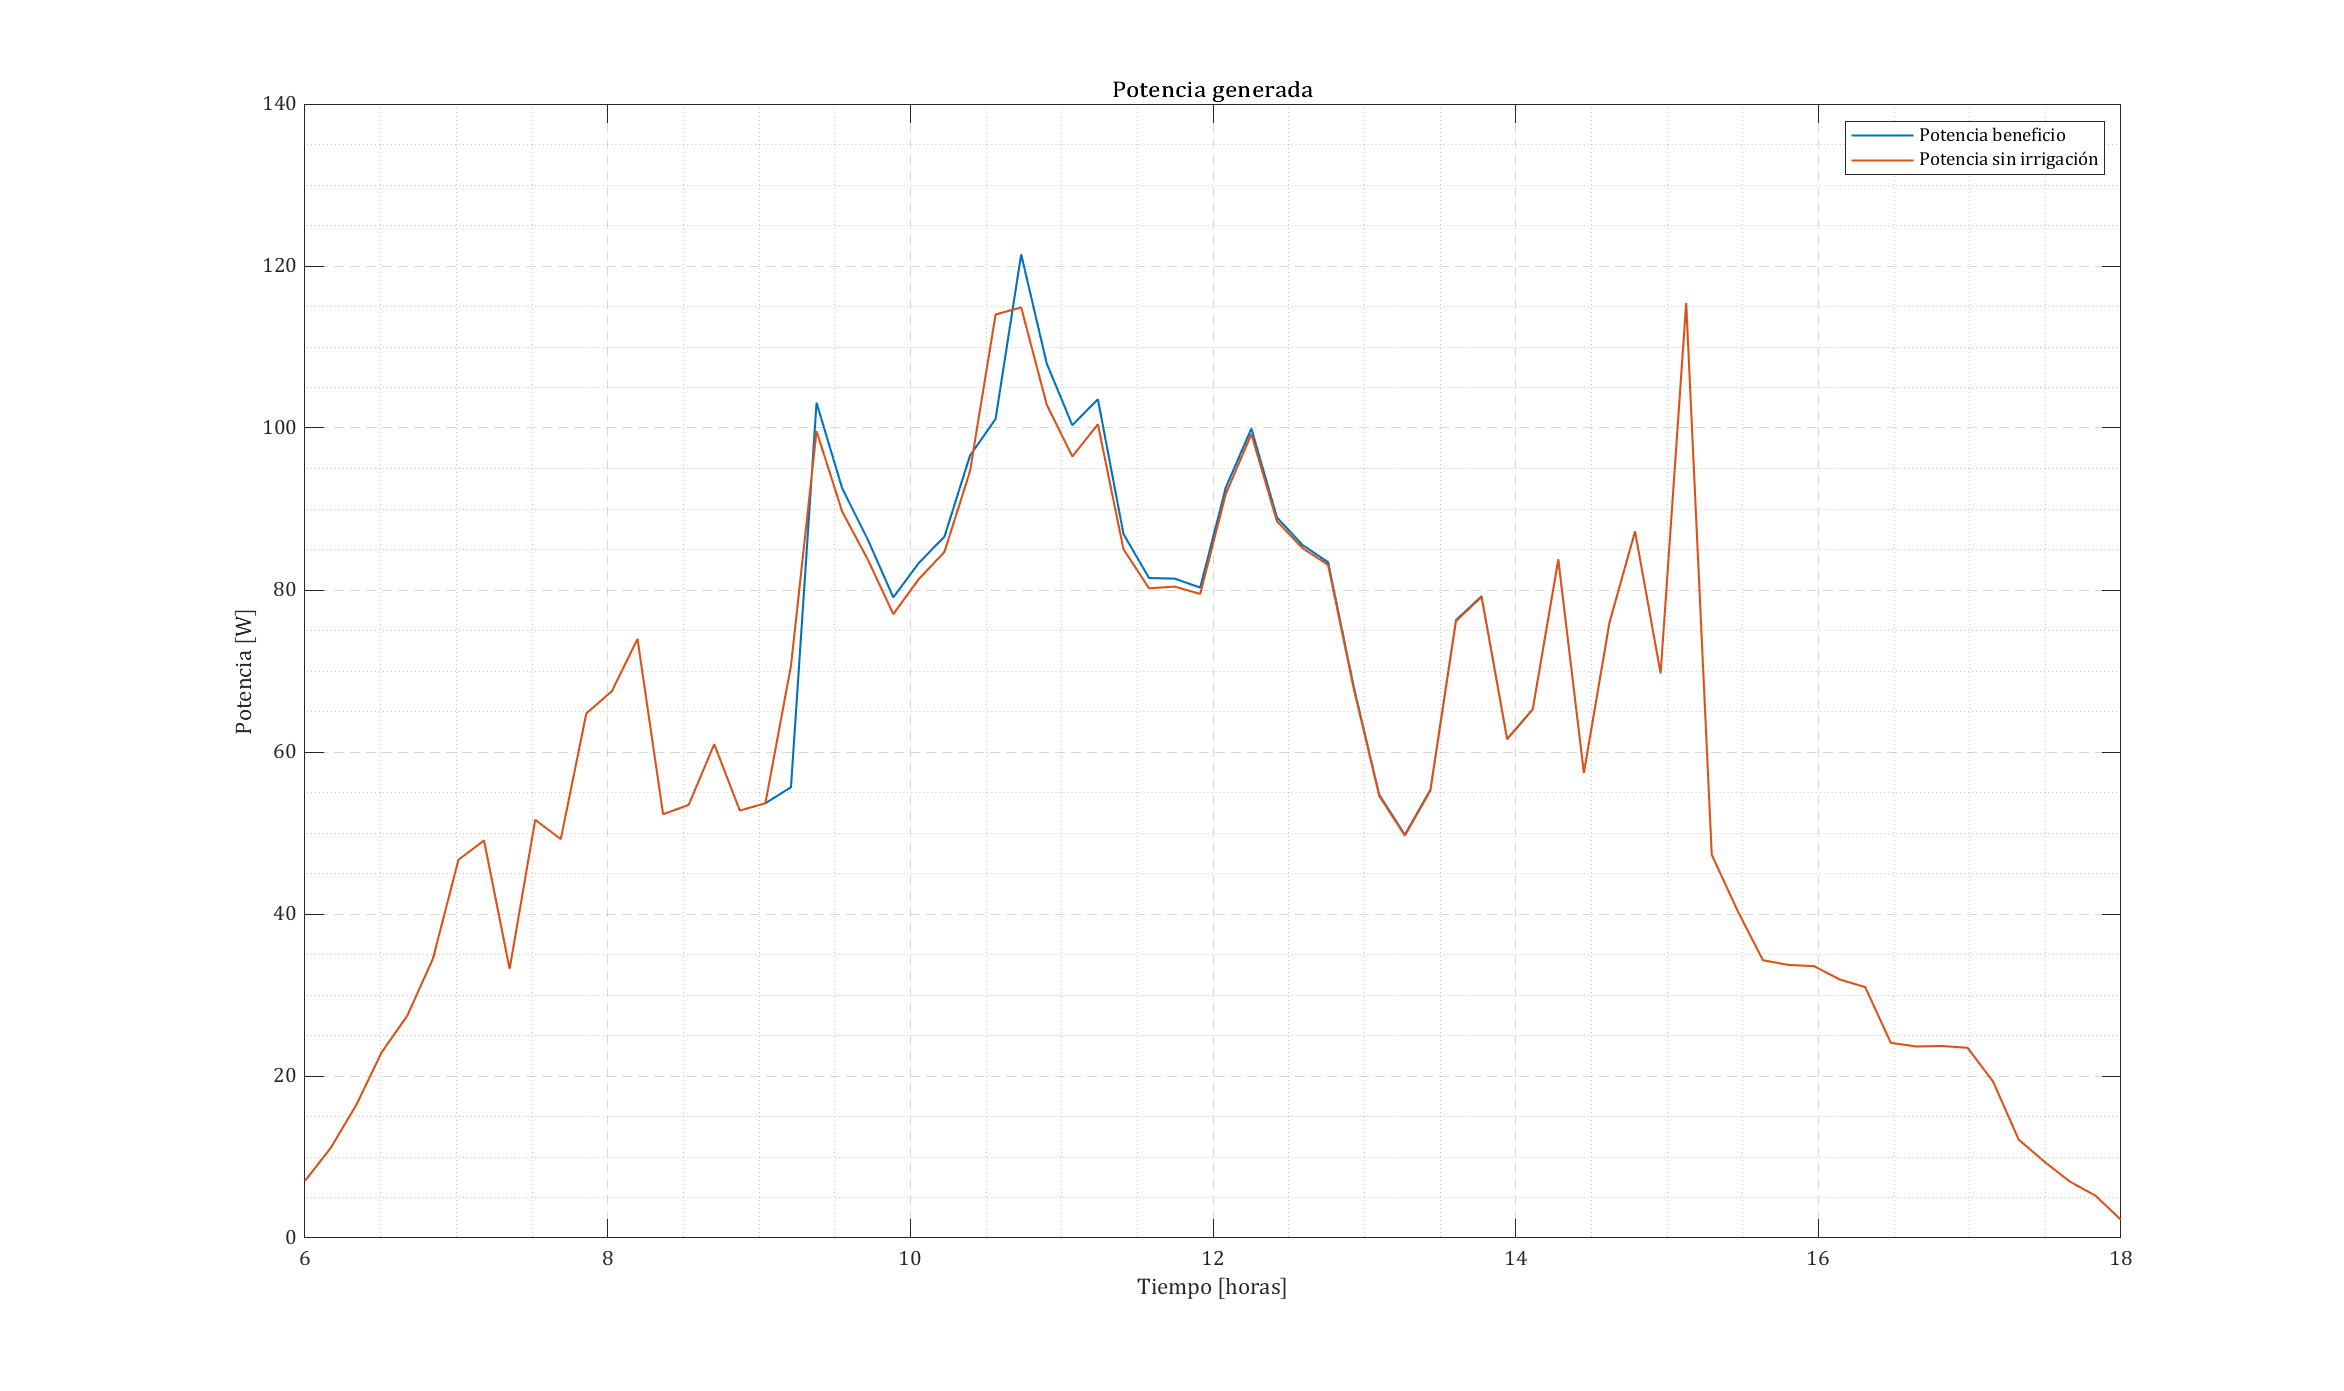 Potencia generada
140
120
100
80
60
40
20
0
Potencia [W]
Potencia beneficio
Potencia sin irrigación
6 8 10 12 14 16 18
Tiempo [horas]